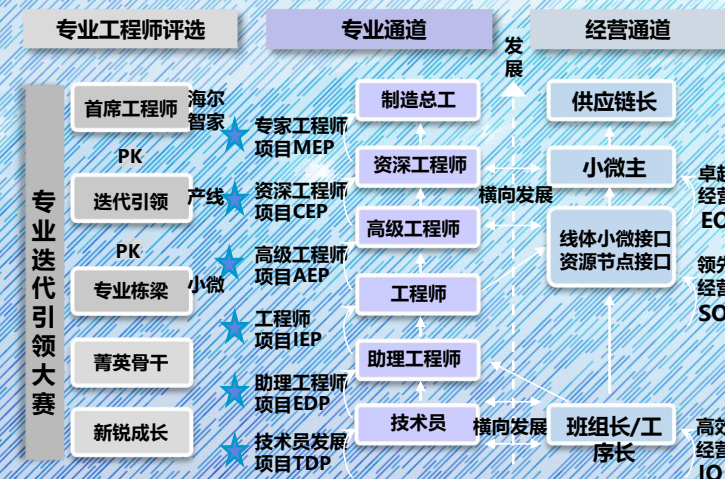 专业工程师评选
专业通道
经营通道
发展
专业迭代引领大赛
首席工程师
海尔
智家
PK
迭代引领
产线
PK
专业栋梁
小微
菁英骨干
新锐成长
专家工程师
项目MEP
资深工程师
项目CEP
高级工程师
项目AEP
工程师
项目IEP
助理工程师
项目EDP
技术员发展
项目TDP
制造总工
资深工程师
高级工程师
工程师
助理工程师
技术员
横向发展
横向发展
供应链长
小微主
线体小微接口
资源节点接口
班组长/工
序长
卓越
经营
领先
经营
高效
经营